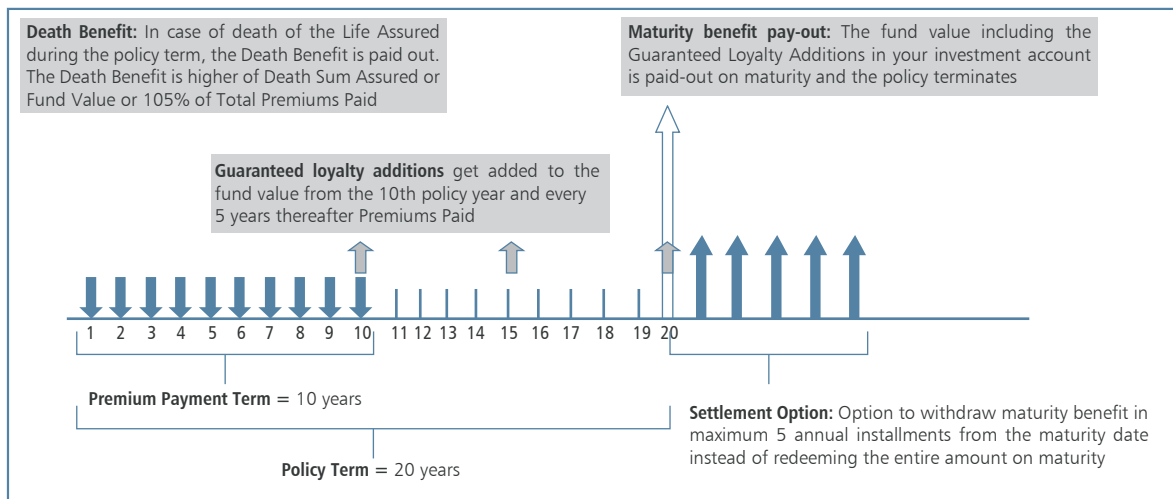 Death Benefit: In case of death of the Life Assured
during the policy term, the Death Benefit is paid out.
The Death Benefit is higher of Death Sum Assured or
Fund Value or 105% of Total Premiums Paid
Maturity benefit pay-out: The fund value including the
Guaranteed Loyalty Additions in your investment account
is paid-out on maturity and the policy terminates
Guaranteed loyalty additions get added to the
fund value from the 10th policy year and every
5 years thereafter Premiums Paid
1 2 3 4 5 6 7 8 9 10 11 12 13 14 15 16 17 18 19 20
Premium Payment Term = 10 years
Policy Term = 20 years
Settlement Option: Option to withdraw maturity benefit in
maximum 5 annual installments from the maturity date
instead of redeeming the entire amount on maturity